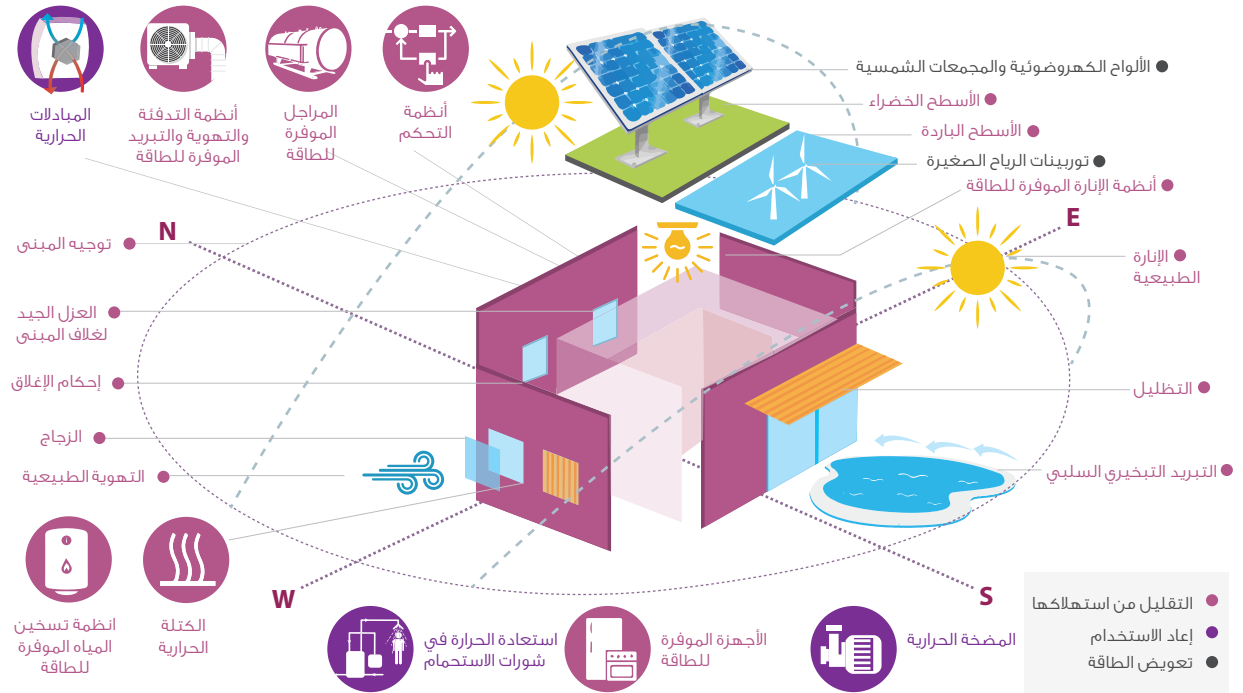 المبادلات
الحرارية
أنظمة التدفئة
والتهوية والتبريد
الموفرة للطاقة
المراجل
الموفرة
للطاقة
أنظمة
التحكم
الألواح الكهروضوئية والمجمعات الشمسية
الأسطح الخضراء
الأسطح الباردة
توربينات الرياح الصغيرة
أنظمة الإنارة الموفرة للطاقة
N
E
توجيه المبنى
الإنارة
الطبيعية
العزل الجيد
لغلاف المبنى
إحكام الإغلاق
التظليل
الزجاج
التهوية الطبيعية
التبريد التبخيري السلبي
W
S
انظمة تسخين
المياه الموفرة
للطاقة
الكتلة
الحرارية
استعادة الحرارة في
شورات الاستحمام
الأجهزة الموفرة
للطاقة
المضخة الحرارية
التقليل من استهلاكها
إعاد الاستخدام
تعويض الطاقة